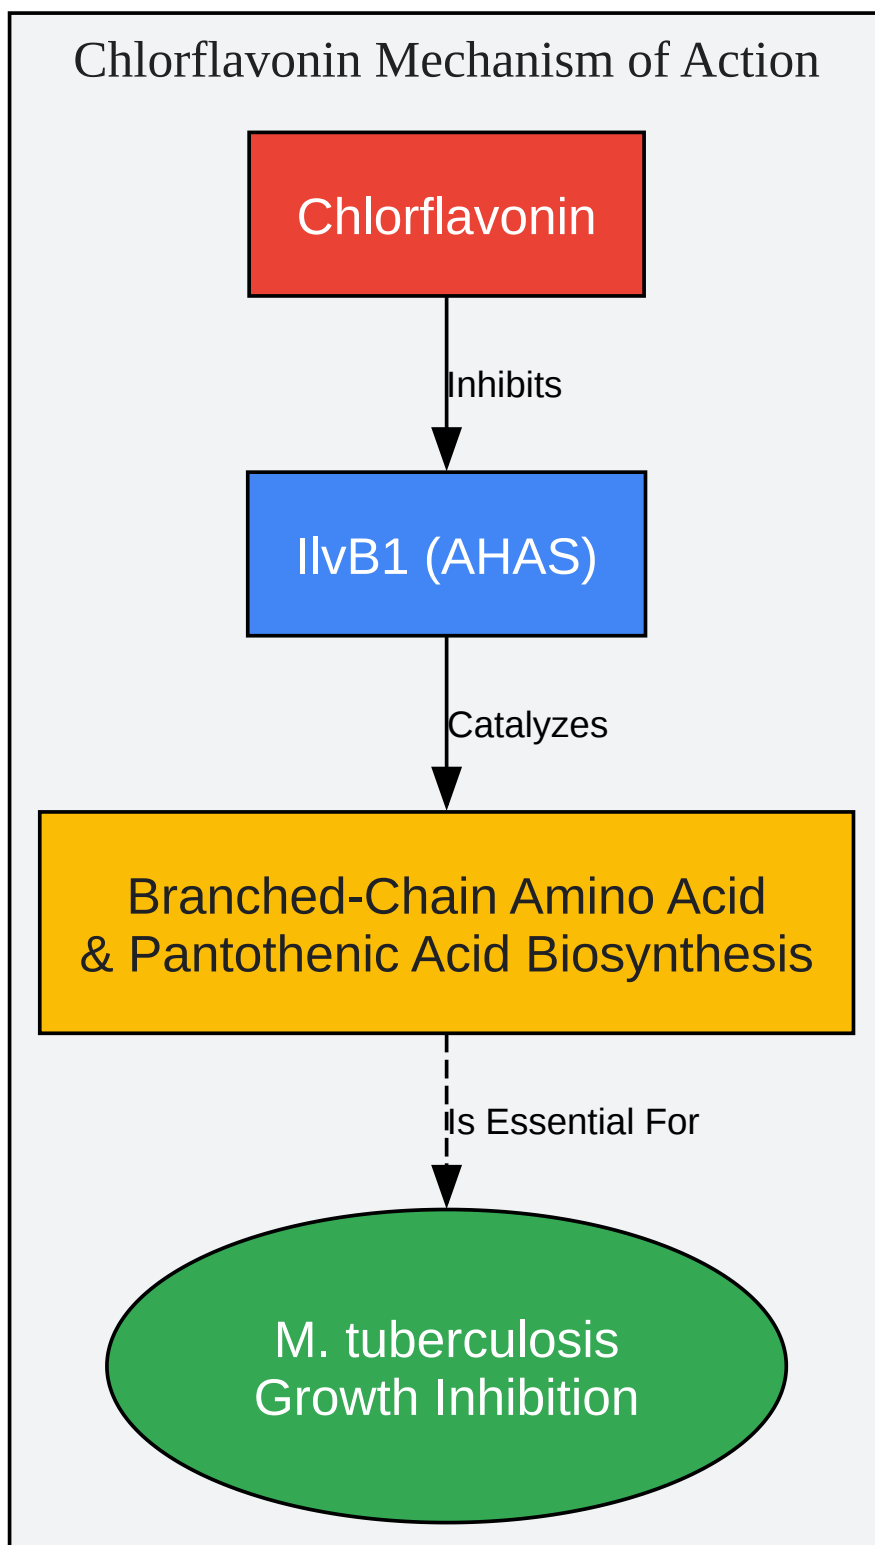 Chlorflavonin Mechanism of Action
Chlorflavonin
Inhibits
IlvB1 (AHAS)
Catalyzes
Branched-Chain Amino Acid
& Pantothenic Acid Biosynthesis
Is Essential For
M. tuberculosis
Growth Inhibition